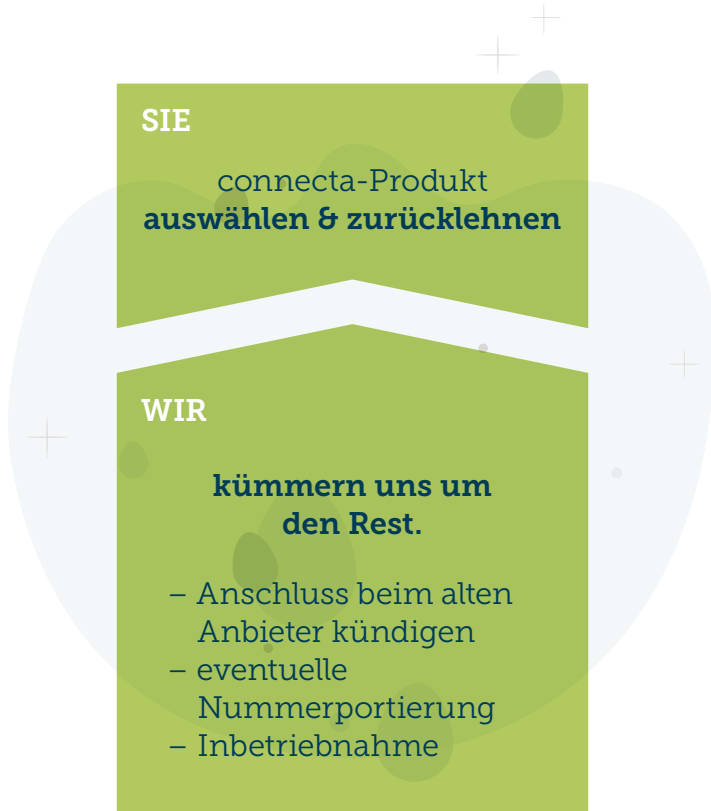 SIE
connecta-Produkt
auswählen & zurücklehnen
WIR
kümmern uns um
den Rest.
– Anschluss beim alten
Anbieter kündigen
– eventuelle
Nummerportierung
– Inbetriebnahme